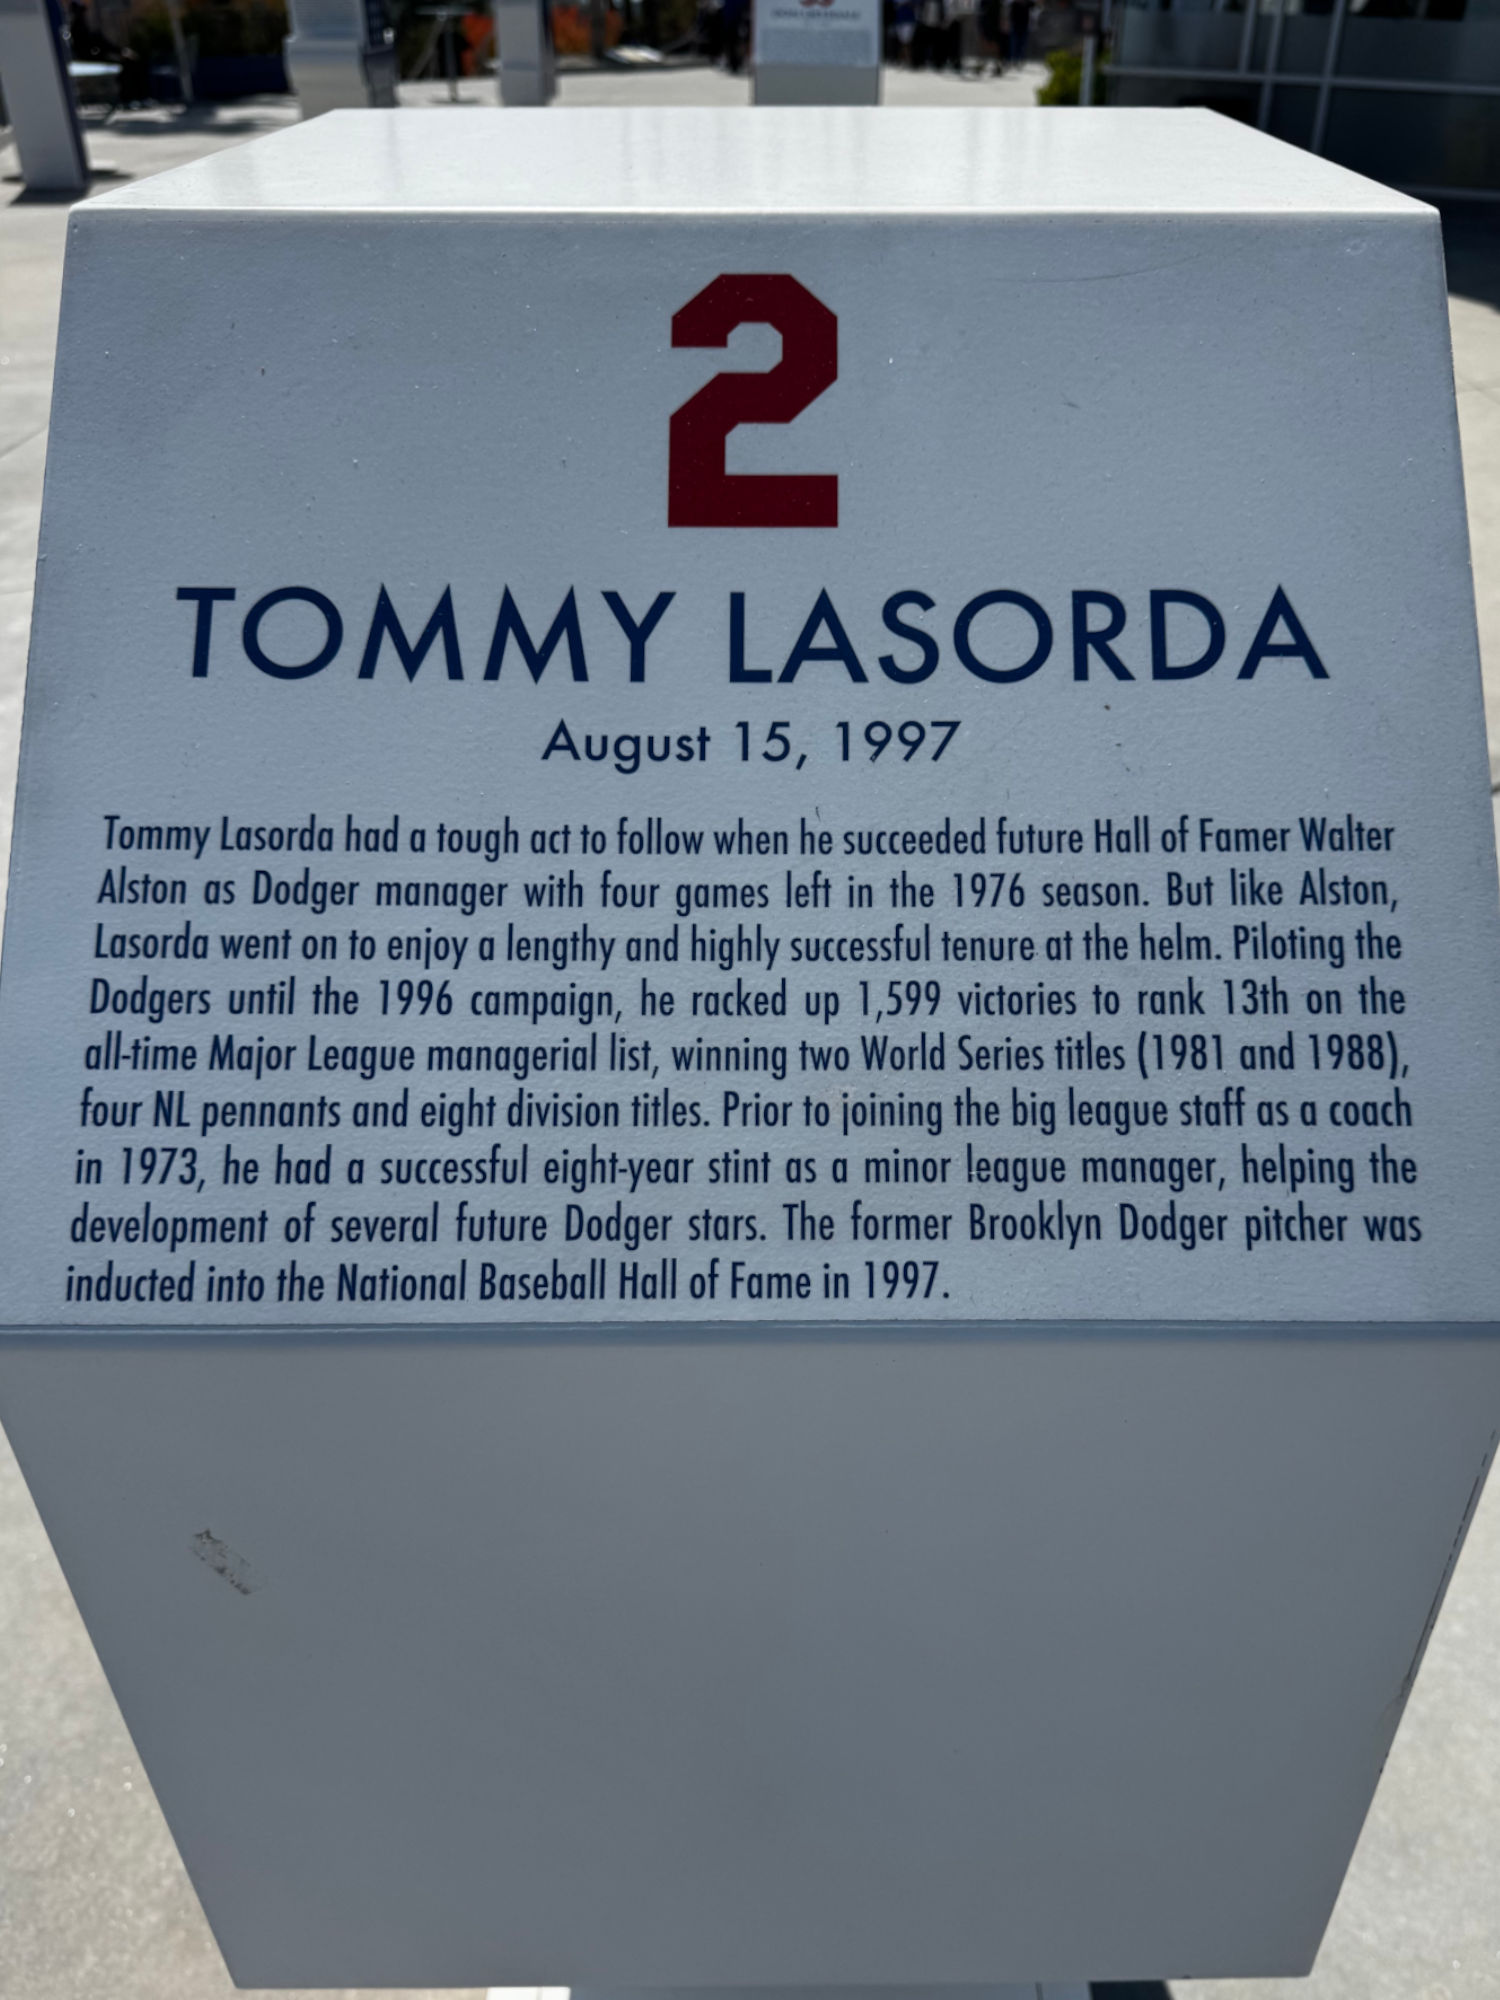 2
TOMMY LASORDA
August 15, 1997
Tommy Lasorda had a tough act to follow when he succeeded future Hall of Famer Walter
Alston as Dodger manager with four games left in the 1976 season. But like Alston,
Lasorda went on to enjoy a lengthy and highly successful tenure at the helm. Piloting the
Dodgers until the 1996 campaign, he racked up 1,599 victories to rank 13th on the
all-time Major League managerial list, winning two World Series titles (1981 and 1988),
four NL pennants and eight division titles. Prior to joining the big league staff as a coach
in 1973, he had a successful eight-year stint as a minor league manager, helping the
development of several future Dodger stars. The former Brooklyn Dodger pitcher was
inducted into the National Baseball Hall of Fame in 1997.